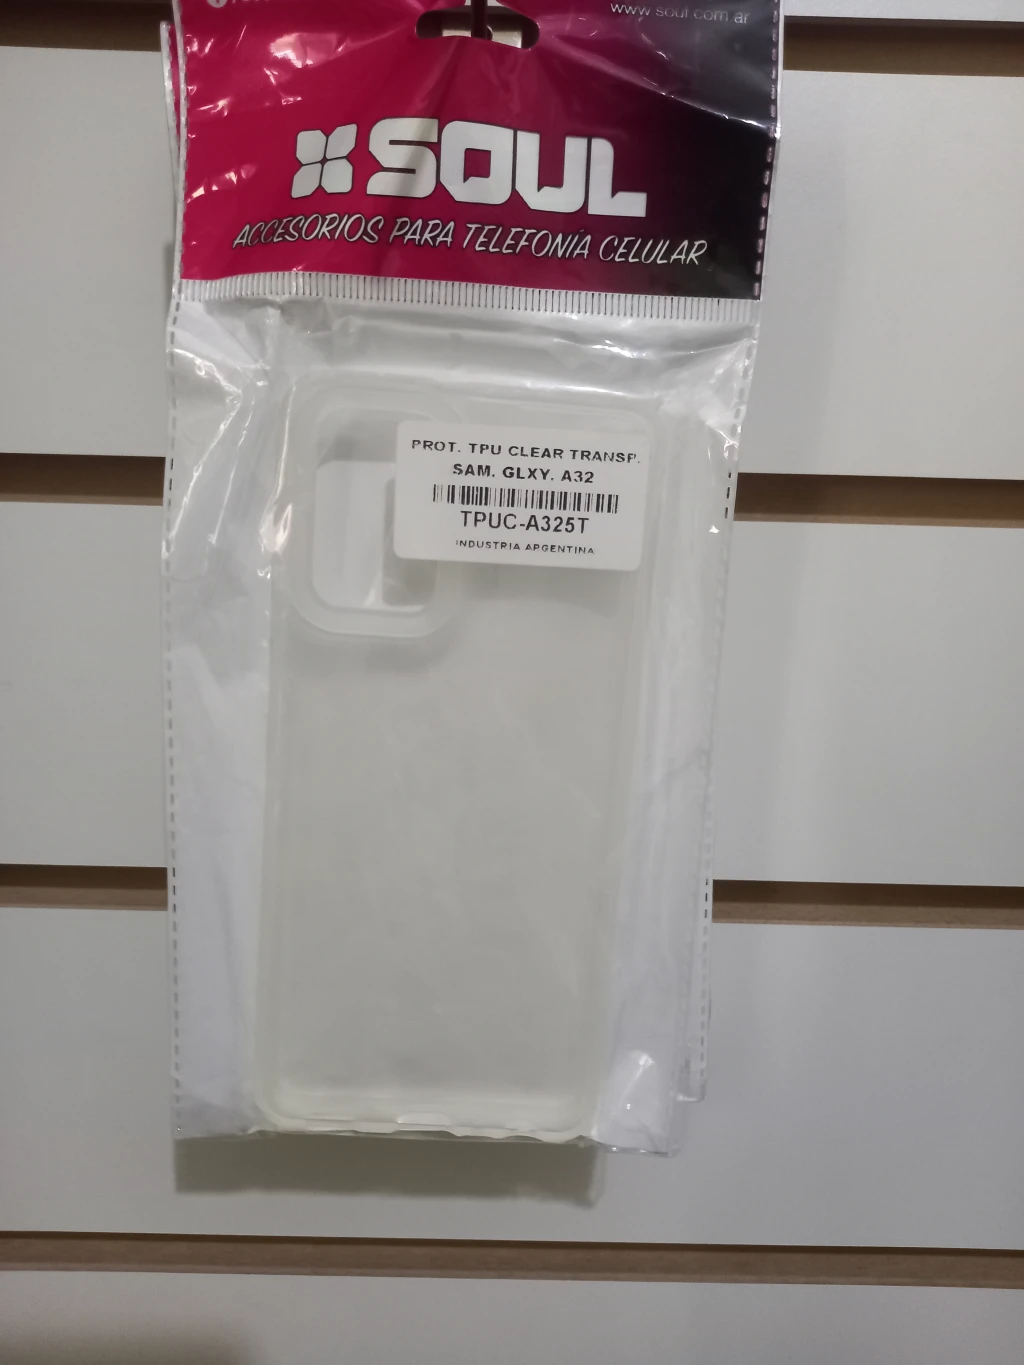 www.soul.com.ar
SOUL
ACCESORIOS PARA TELEFONÍA CELULAR
PROT. TPU CLEAR TRANSP.
SAM. GLXY. A32
TPUC-A325T
INDUSTRIA ARGENTINA